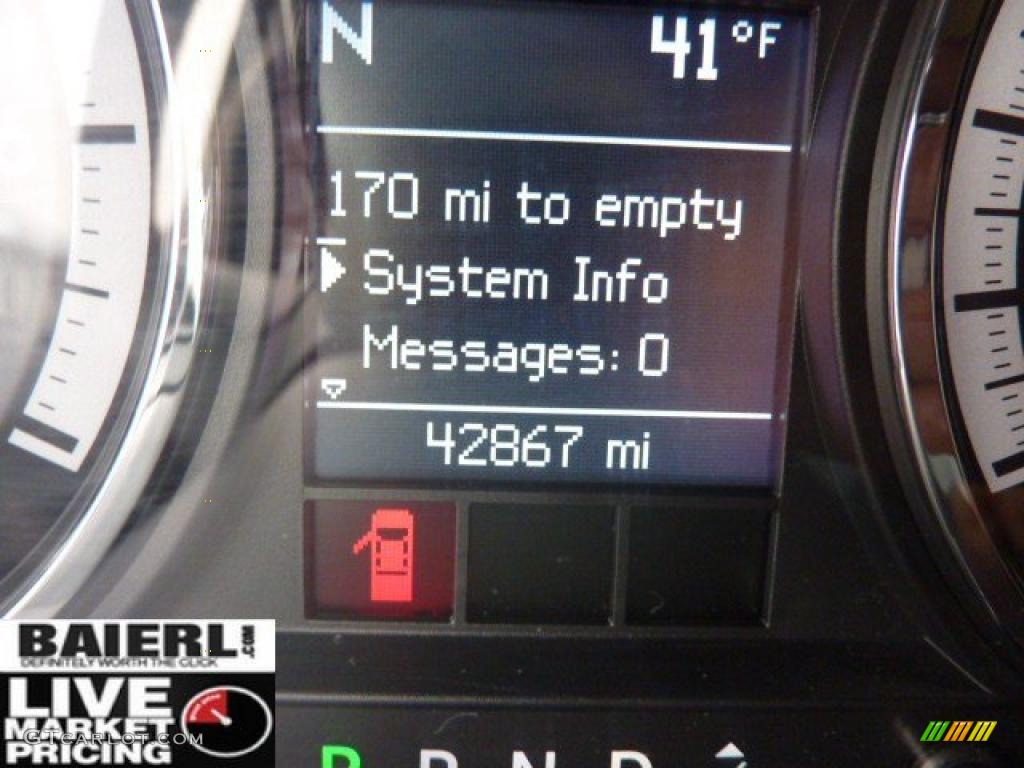 N 41°F
170 mi to empty
System Info
Messages: 0
42867 mi
BAIERL.com
DEFINITELY WORTH THE CLICK
LIVE
MARKET
PRICING
GTcarlot.com
P R N D